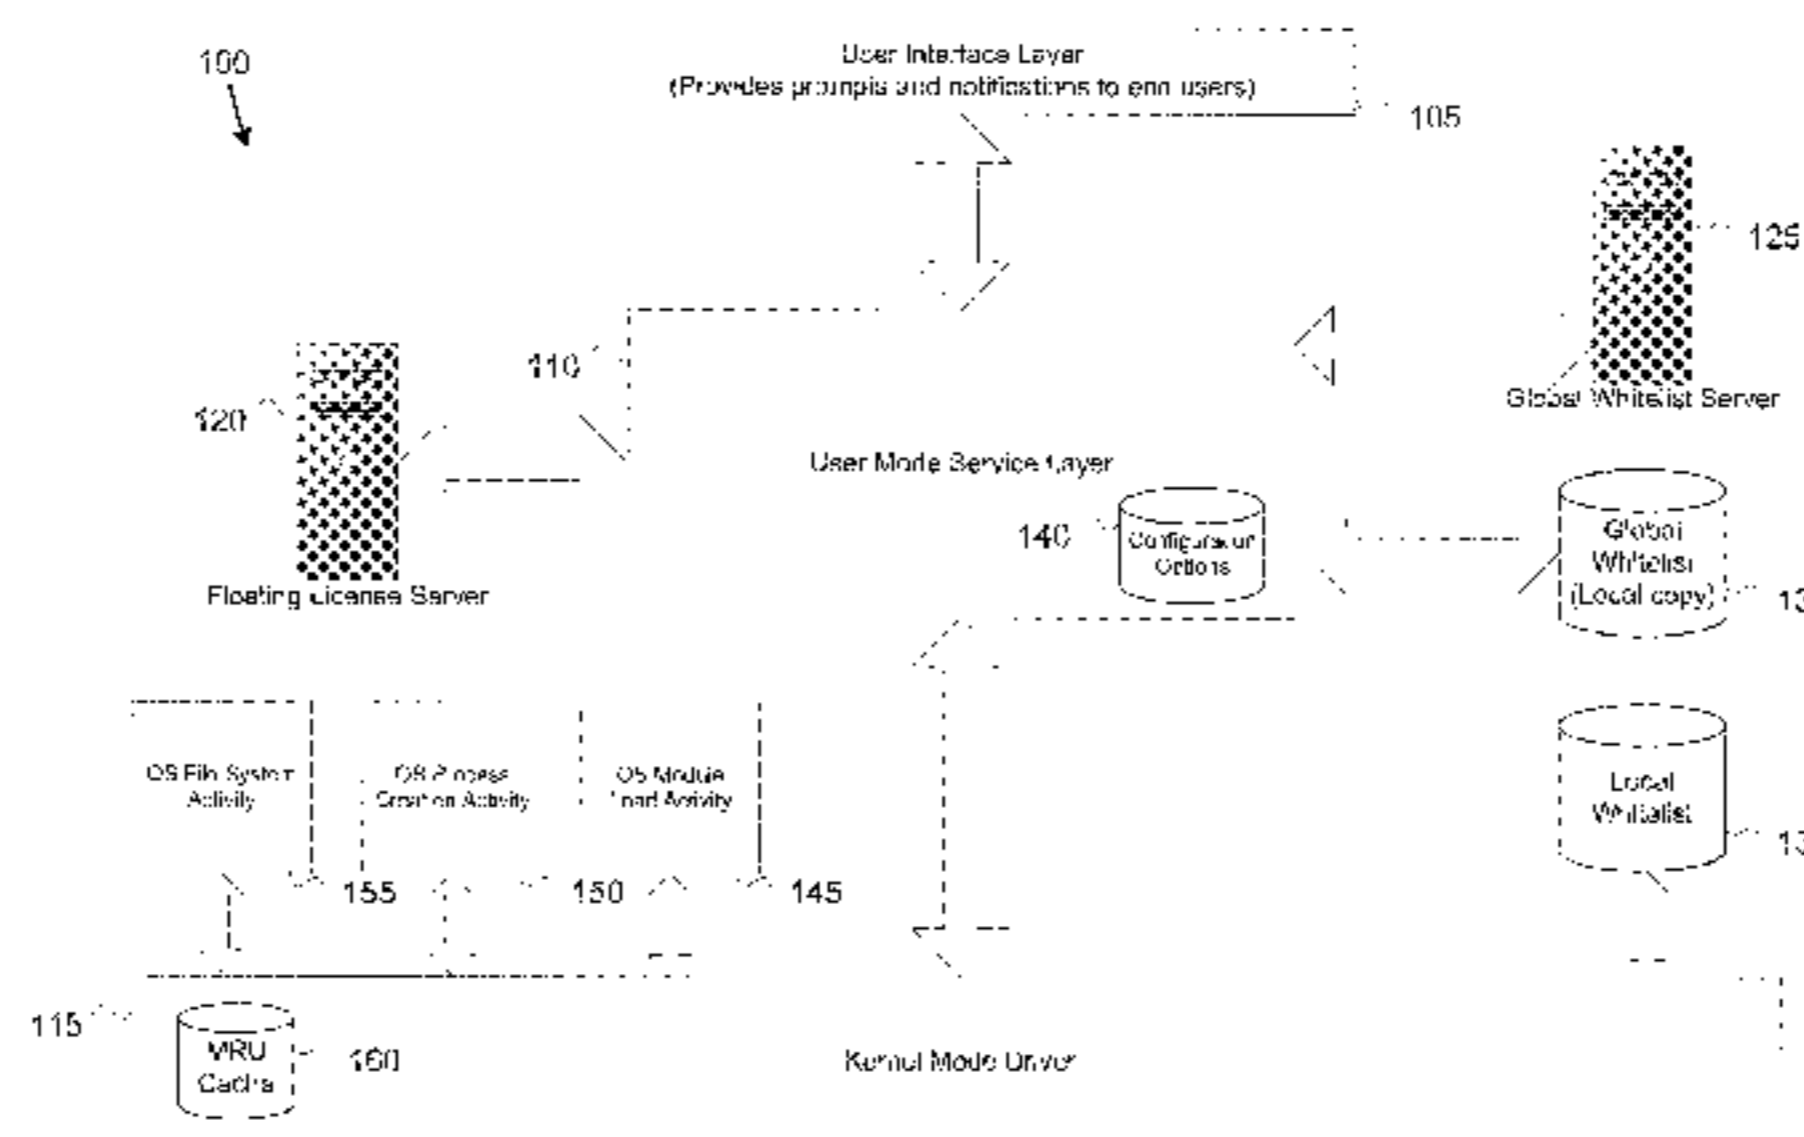 100
User Interface Layer
(Provides prompts and notifications to end users)
105
125
110
120
Global Whitelist Server
User Mode Service Layer
140
Configuration
Options
Global
Whitelist
(Local copy)
13
Floating License Server
OS File System
Activity
OS Process
Creation Activity
OS Module
Load Activity
Local
Whitelist
13
155
150
145
115
MRU
Cache
160
Kernel Mode Driver